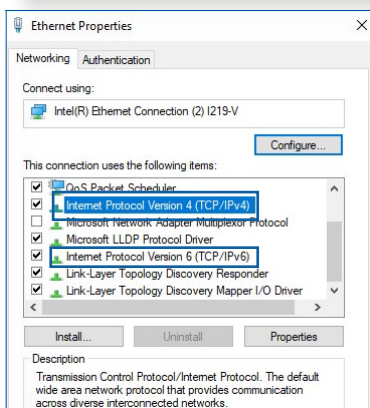 Ethernet Properties
Networking Authentication
Connect using:
Intel(R) Ethernet Connection (2) I219-V
Configure...
This connection uses the following items:
QoS Packet Scheduler
Internet Protocol Version 4 (TCP/IPv4)
Microsoft Network Adapter Multiplexor Protocol
Microsoft LLDP Protocol Driver
Internet Protocol Version 6 (TCP/IPv6)
Link-Layer Topology Discovery Responder
Link-Layer Topology Discovery Mapper I/O Driver
Install... Uninstall Properties
Description
Transmission Control Protocol/Internet Protocol. The default
wide area network protocol that provides communication
across diverse interconnected networks.